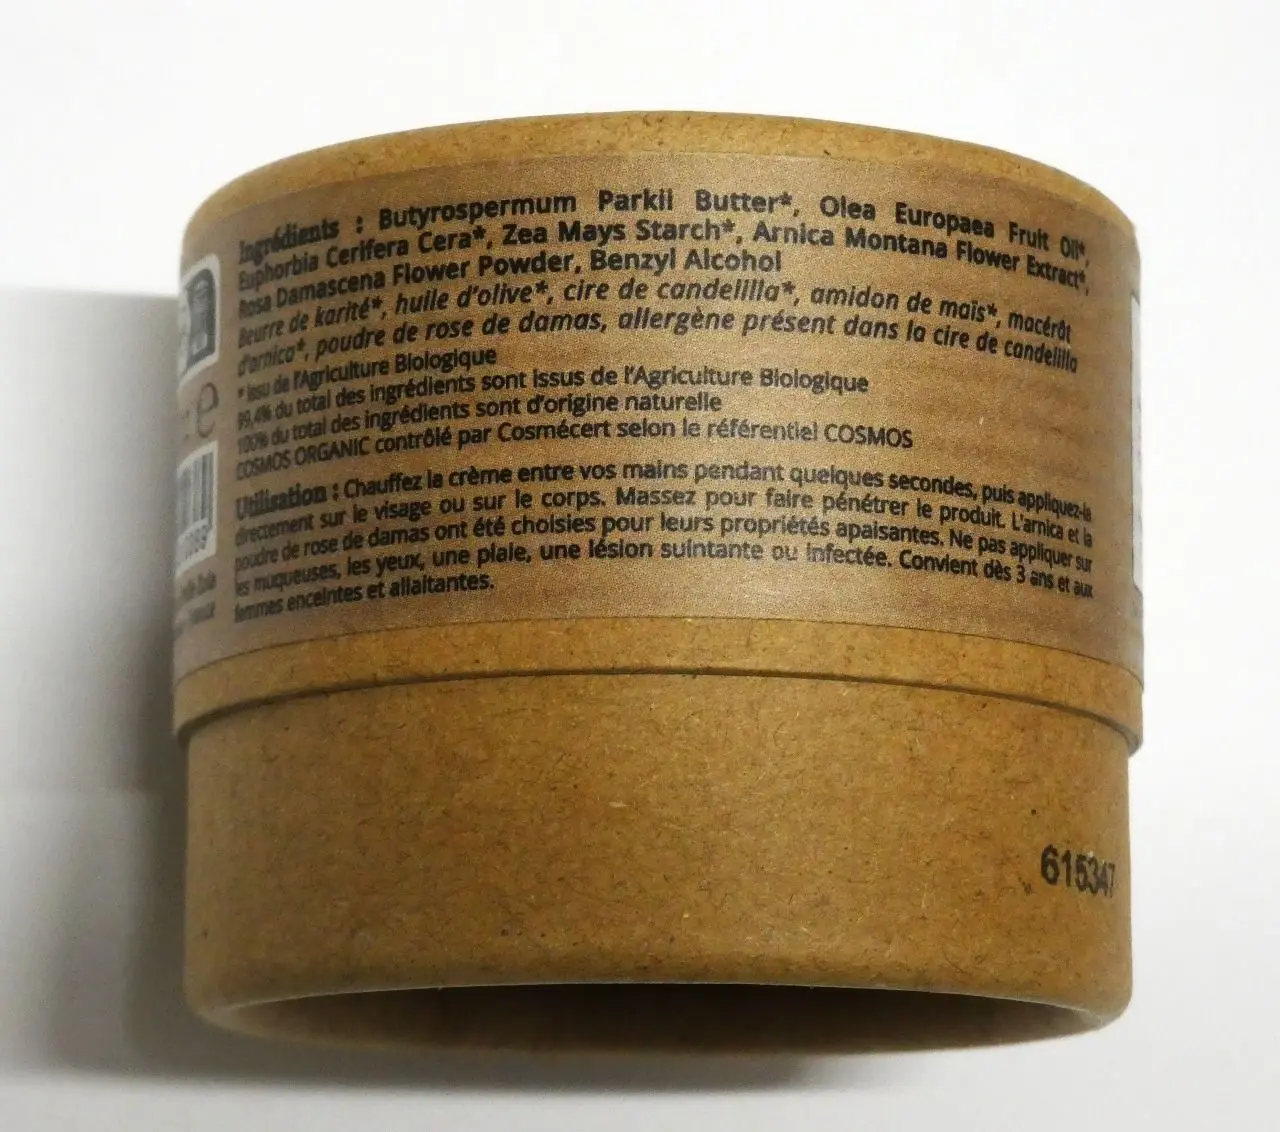 Ingrédients : Butyrospermum Parkii Butter*, Olea Europaea Fruit Oil*,
Euphorbia Cerifera Cera*, Zea Mays Starch*, Arnica Montana Flower Extract*,
Rosa Damascena Flower Powder, Benzyl Alcohol
Beurre de karité*, huile d'olive*, cire de candelilla*, amidon de maïs*, macérât
d'arnica*, poudre de rose de damas, allergène présent dans la cire de candelilla
* issu de l'Agriculture Biologique
99,4% du total des ingrédients sont issus de l'Agriculture Biologique
100% du total des ingrédients sont d'origine naturelle
COSMOS ORGANIC contrôlé par Cosmécert selon le référentiel COSMOS
Utilisation : Chauffez la crème entre vos mains pendant quelques secondes, puis appliquez-la
directement sur le visage ou sur le corps. Massez pour faire pénétrer le produit. L'arnica et la
poudre de rose de damas ont été choisies pour leurs propriétés apaisantes. Ne pas appliquer sur
les muqueuses, les yeux, une plaie, une lésion suintante ou infectée. Convient dès 3 ans et aux
femmes enceintes et allaitantes.
e
615347